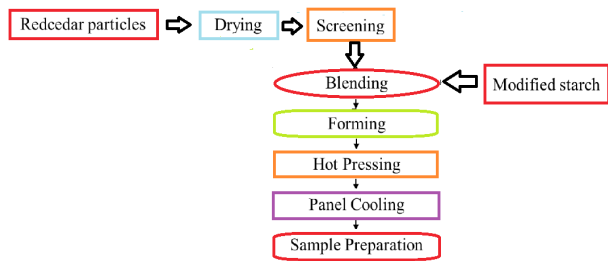 Redcedar particles
Drying
Screening
Blending
Modified starch
Forming
Hot Pressing
Panel Cooling
Sample Preparation